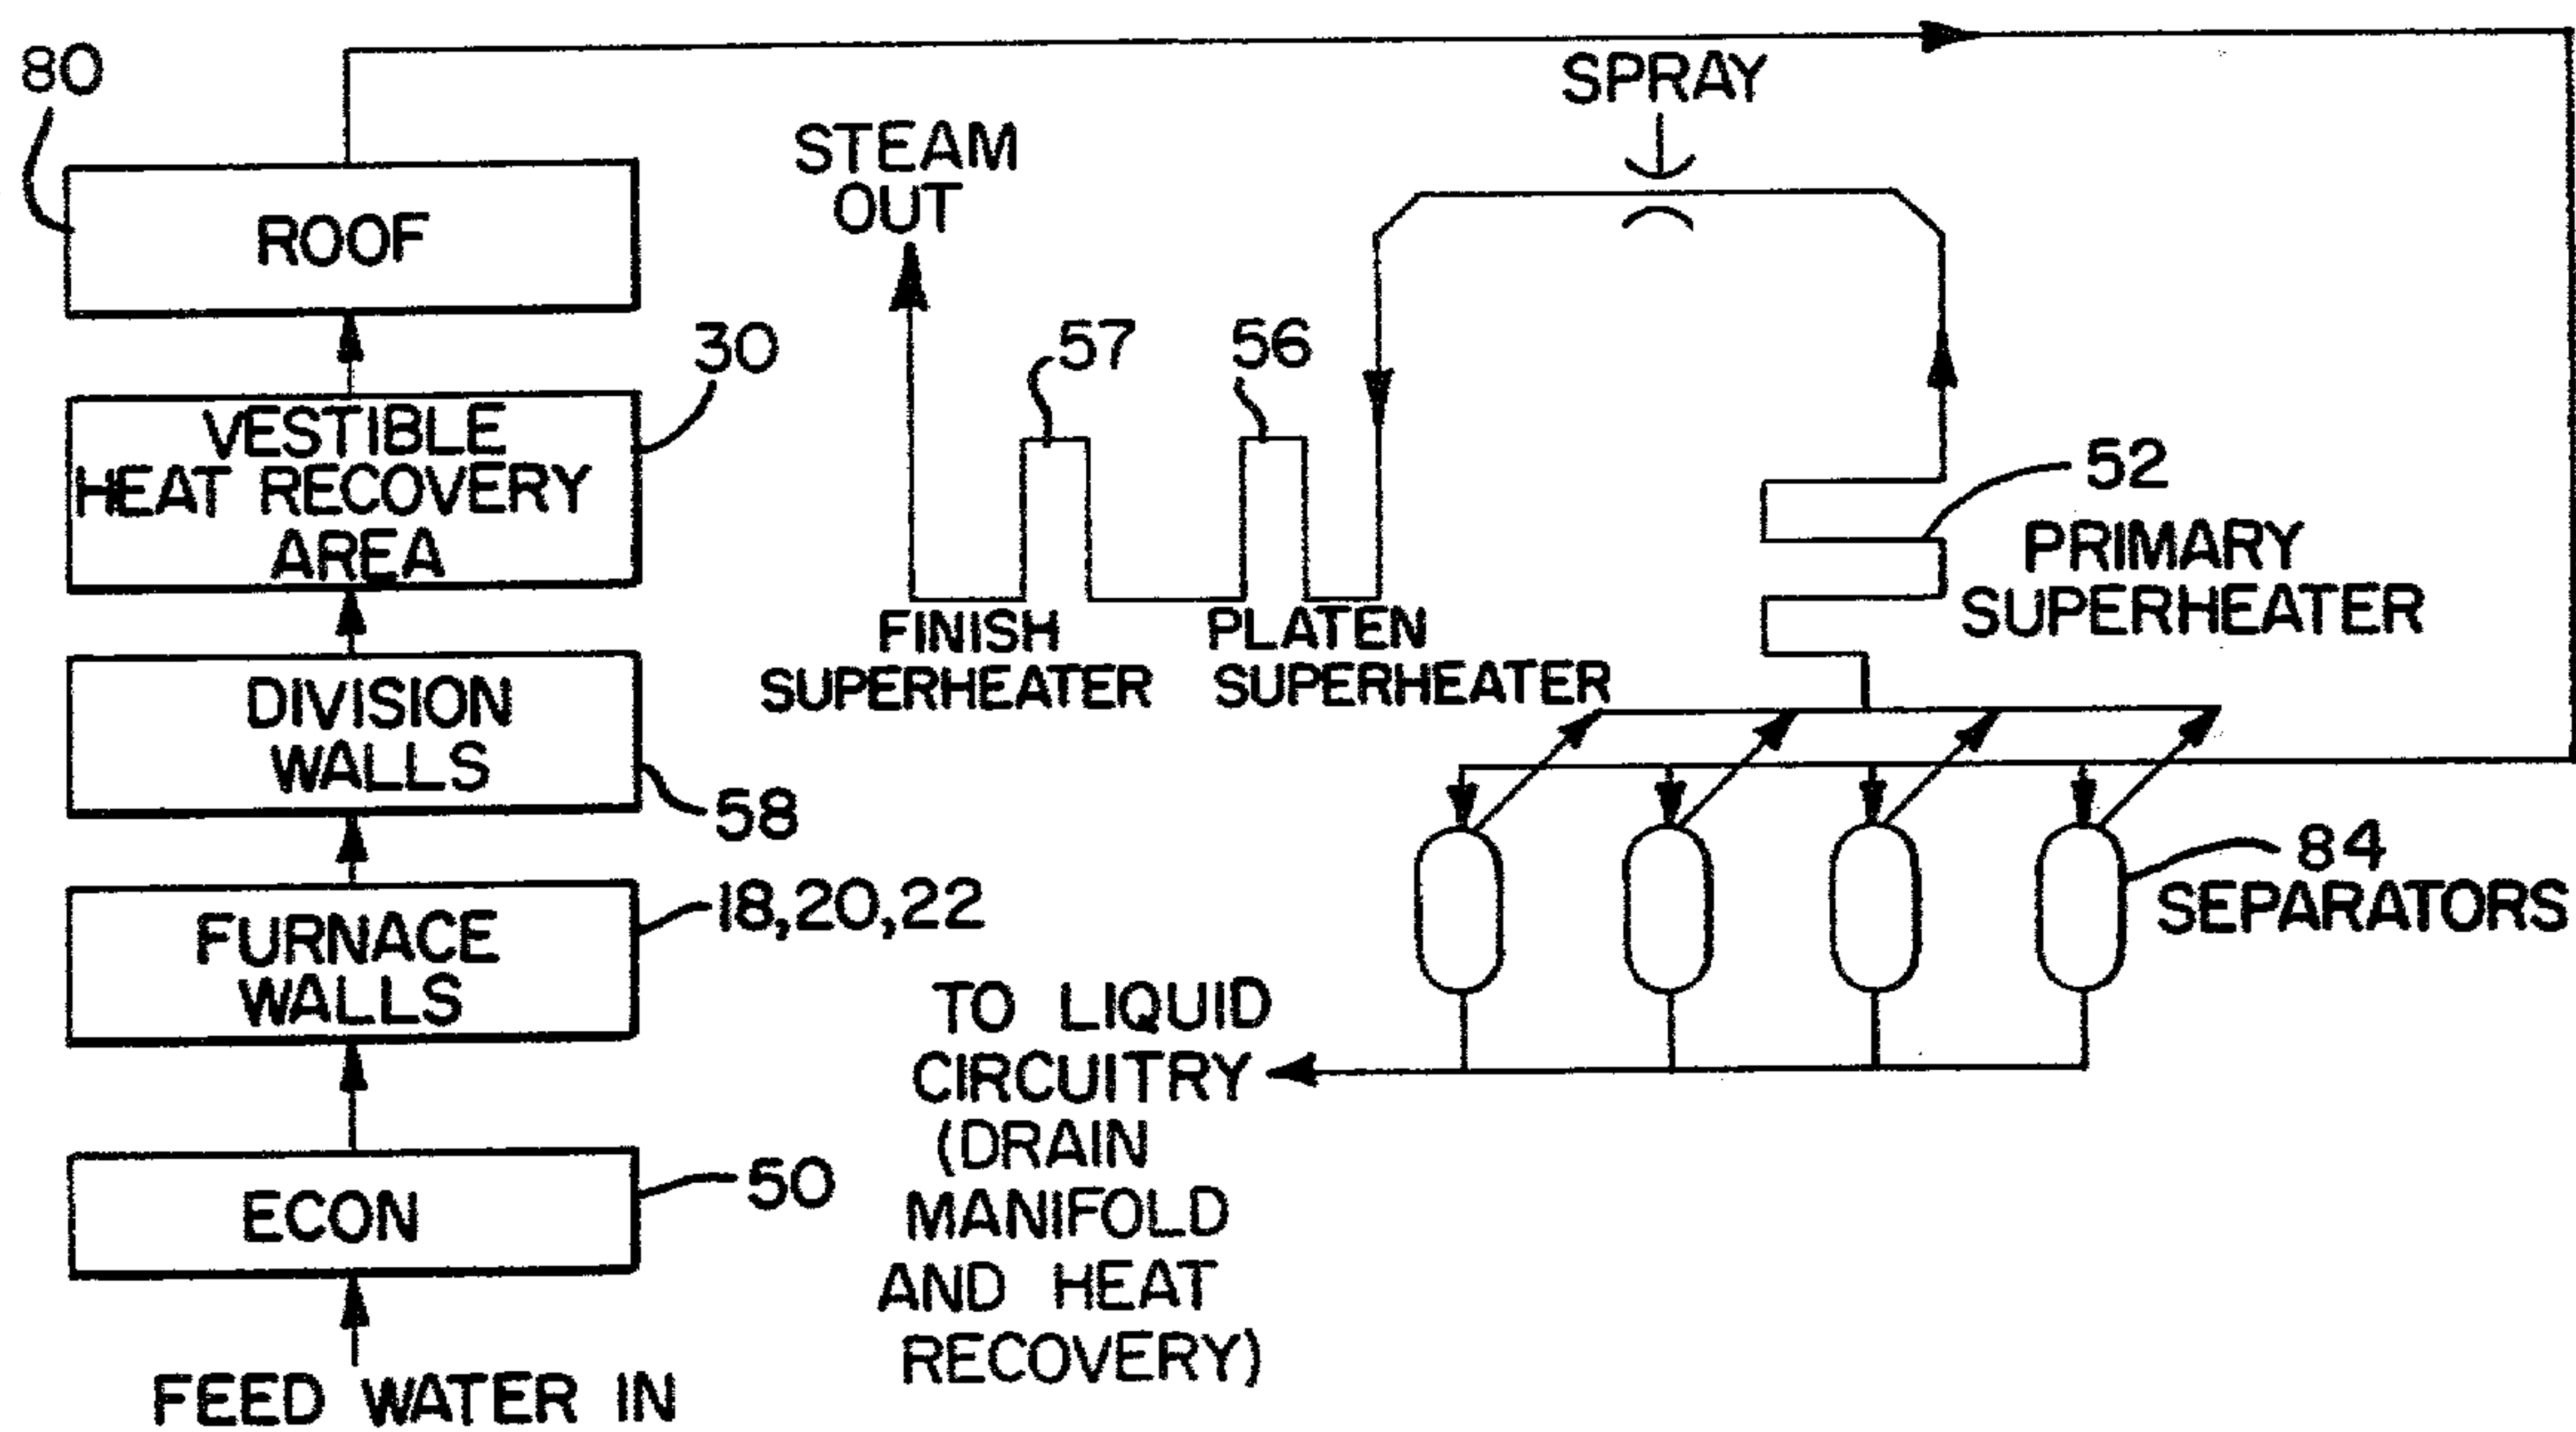 80
ROOF
30
VESTIBLE
HEAT RECOVERY
AREA
DIVISION
WALLS
58
FURNACE
WALLS
18,20,22
ECON
50
FEED WATER IN
STEAM
OUT
SPRAY
57
56
FINISH
SUPERHEATER
PLATEN
SUPERHEATER
52
PRIMARY
SUPERHEATER
84
SEPARATORS
TO LIQUID
CIRCUITRY
(DRAIN
MANIFOLD
AND HEAT
RECOVERY)